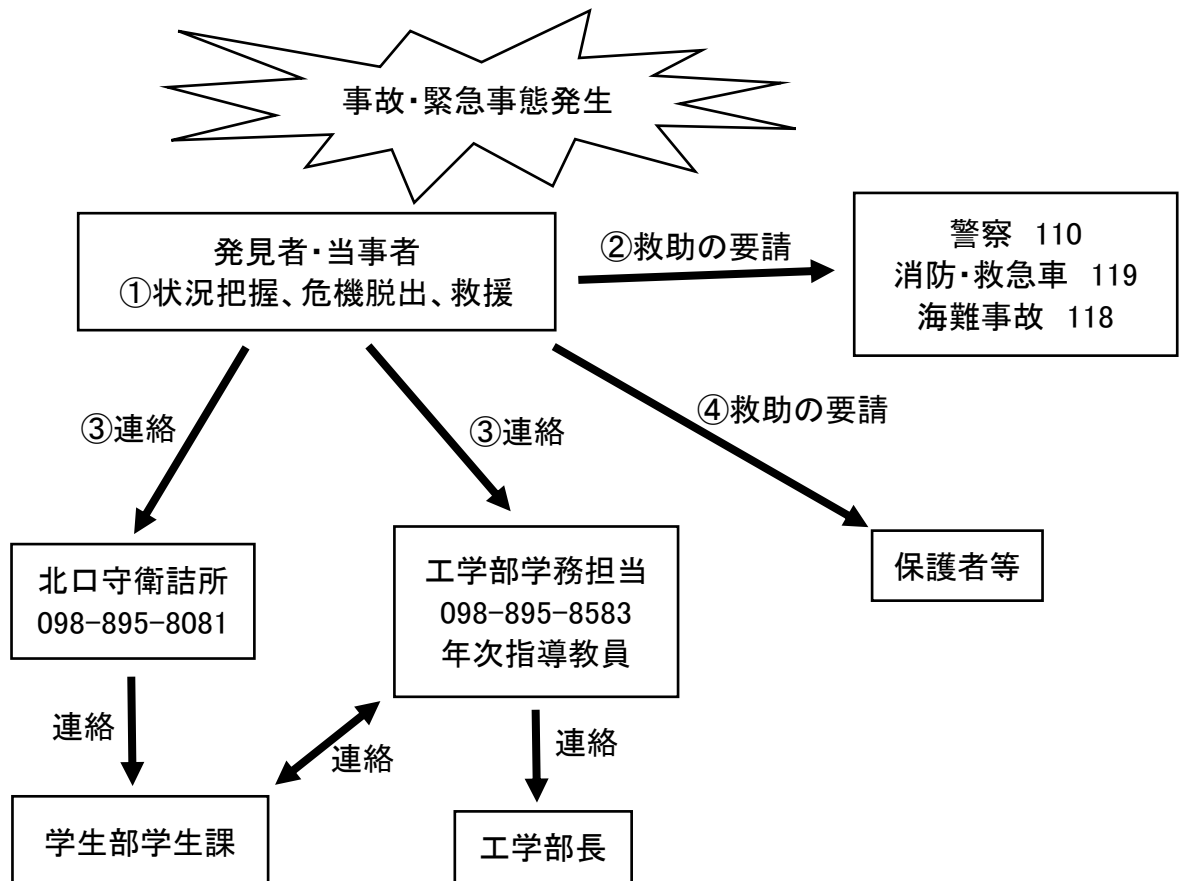 事故・緊急事態発生
発見者・当事者
①状況把握、危機脱出、救援
②救助の要請
警察 110
消防・救急車 119
海難事故 118
③連絡
③連絡
④救助の要請
北口守衛詰所
098-895-8081
工学部学務担当
098-895-8583
年次指導教員
保護者等
連絡
連絡
連絡
学生部学生課
工学部長